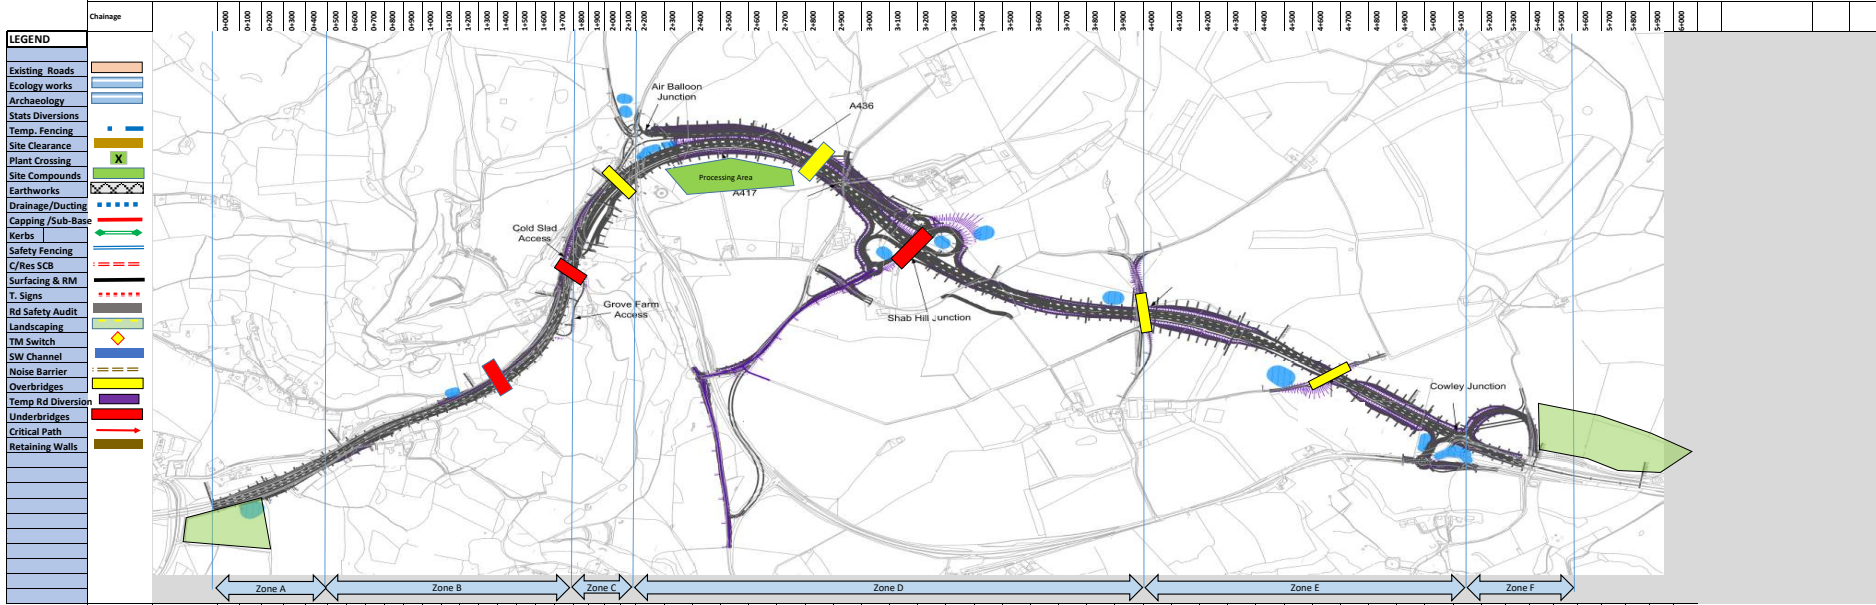 Chainage
0+000 0+100 0+200 0+300 0+400 0+500 0+600 0+700 0+800 0+900 1+000 1+100 1+200 1+300 1+400 1+500 1+600 1+700 1+800 1+900 2+000 2+100 2+200 2+300 2+400 2+500 2+600 2+700 2+800 2+900 3+000 3+100 3+200 3+300 3+400 3+500 3+600 3+700 3+800 3+900 4+000 4+100 4+200 4+300 4+400 4+500 4+600 4+700 4+800 4+900 5+000 5+100 5+200 5+300 5+400 5+500 5+600 5+700 5+800 5+900 6+000
LEGEND
Existing Roads
Ecology works
Archaeology
Stats Diversions
Temp. Fencing
Site Clearance
Plant Crossing X
Site Compounds
Earthworks
Drainage/Ducting
Capping /Sub-Base
Kerbs
Safety Fencing
C/Res SCB
Surfacing & RM
T. Signs
Rd Safety Audit
Landscaping
TM Switch
SW Channel
Noise Barrier
Overbridges
Temp Rd Diversion
Underbridges
Critical Path
Retaining Walls
Air Balloon
Junction
A436
Processing Area
A417
Cold Slad
Access
Grove Farm
Access
Shab Hill Junction
Cowley Junction
Zone A
Zone B
Zone C
Zone D
Zone E
Zone F